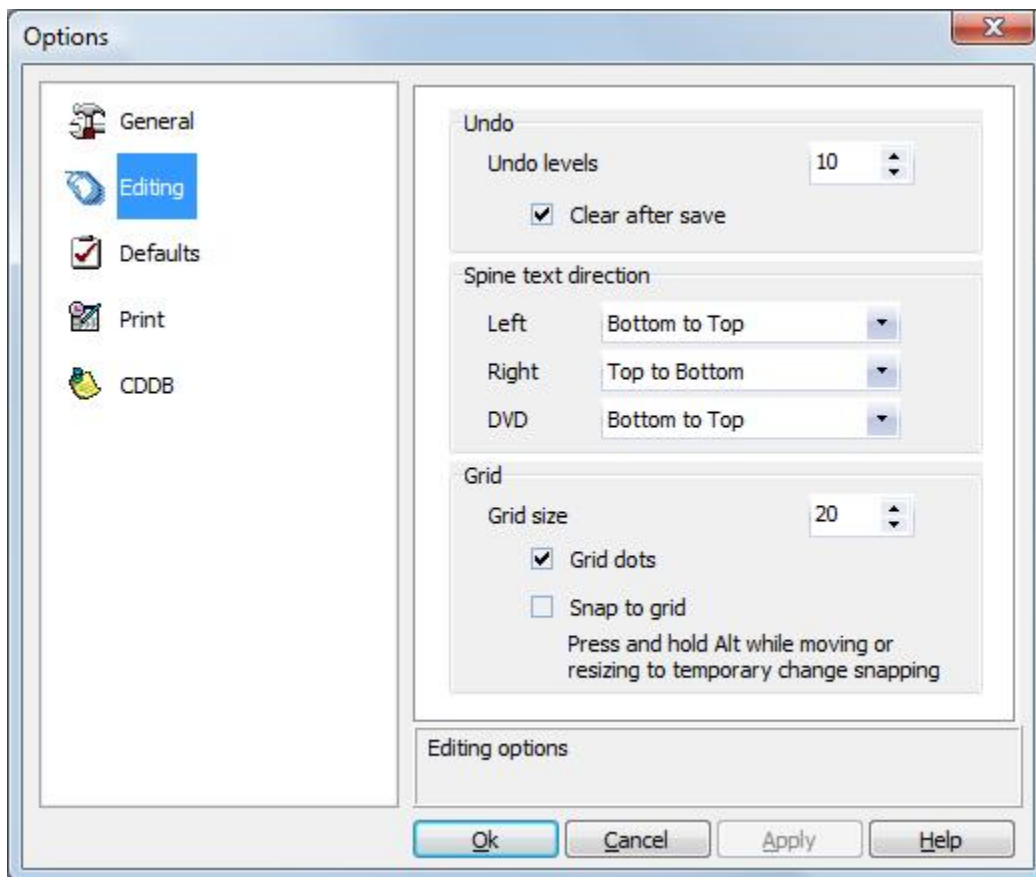 Options
General
Editing
Defaults
Print
CDDB
Undo
Undo levels 10
Clear after save
Spine text direction
Left Bottom to Top
Right Top to Bottom
DVD Bottom to Top
Grid
Grid size 20
Grid dots
Snap to grid
Press and hold Alt while moving or
resizing to temporary change snapping
Editing options
Ok Cancel Apply Help